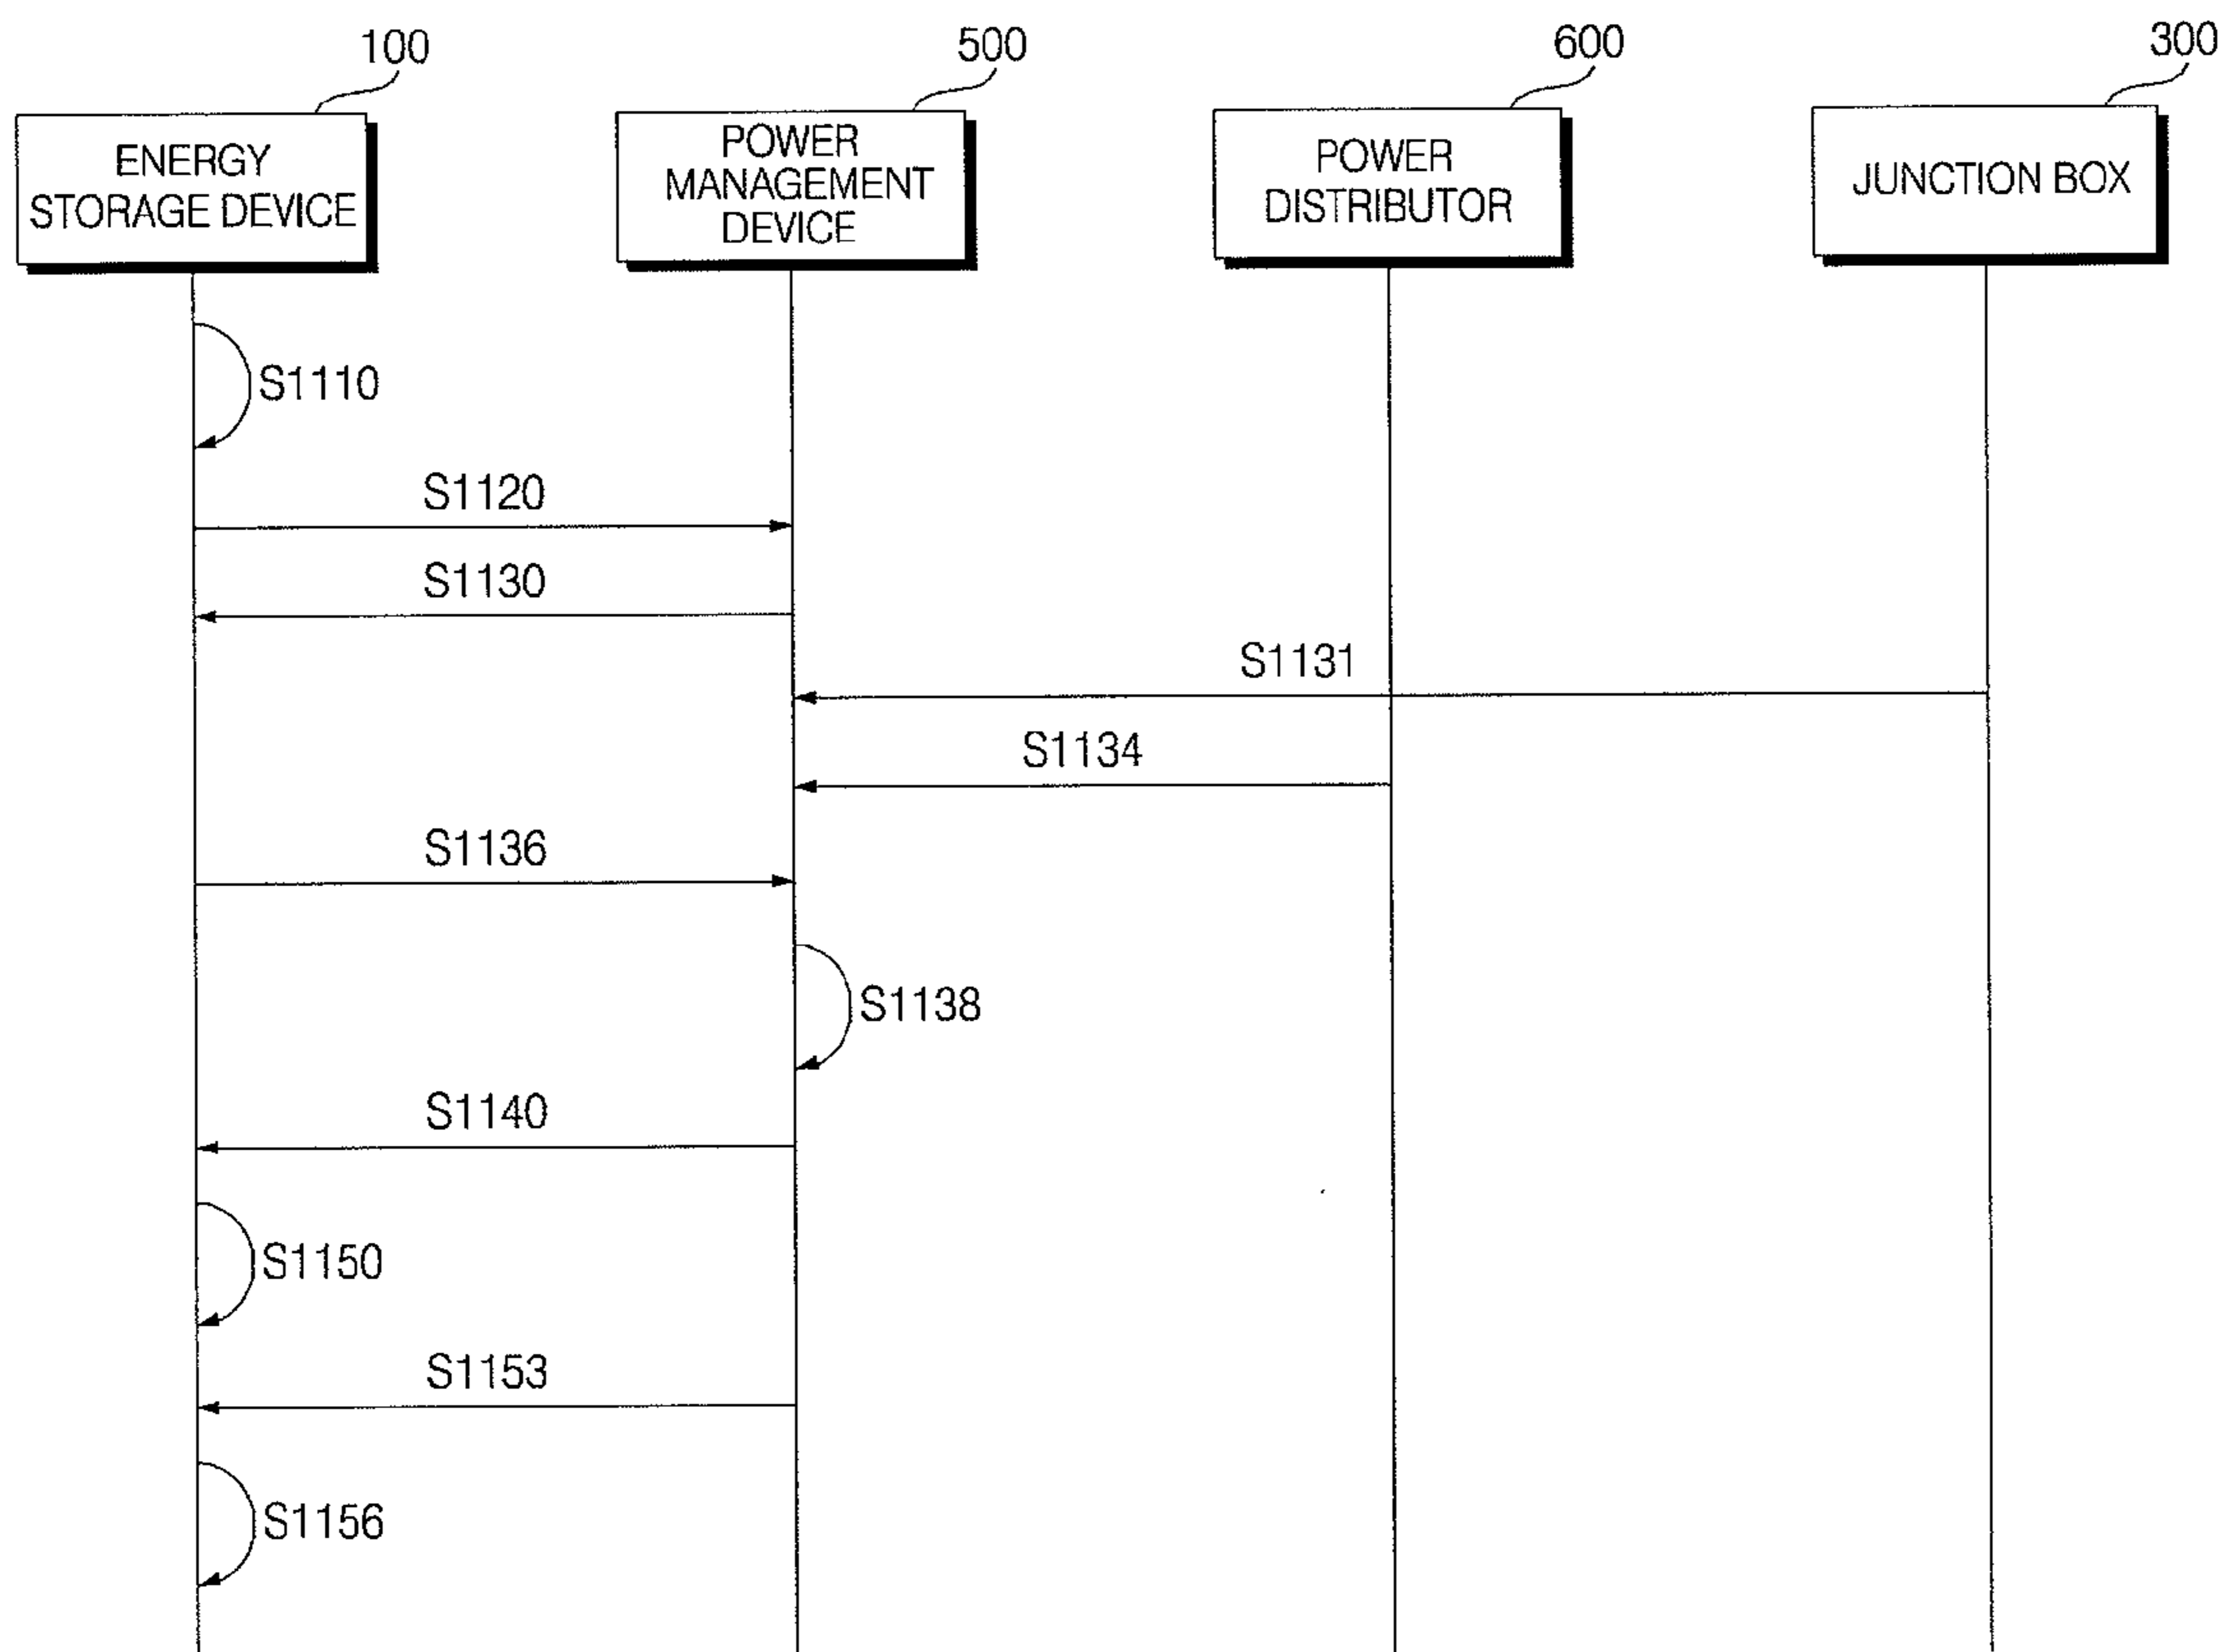 100
500
600
300
ENERGY
STORAGE DEVICE
POWER
MANAGEMENT
DEVICE
POWER
DISTRIBUTOR
JUNCTION BOX
S1110
S1120
S1130
S1131
S1134
S1136
S1138
S1140
S1150
S1153
S1156